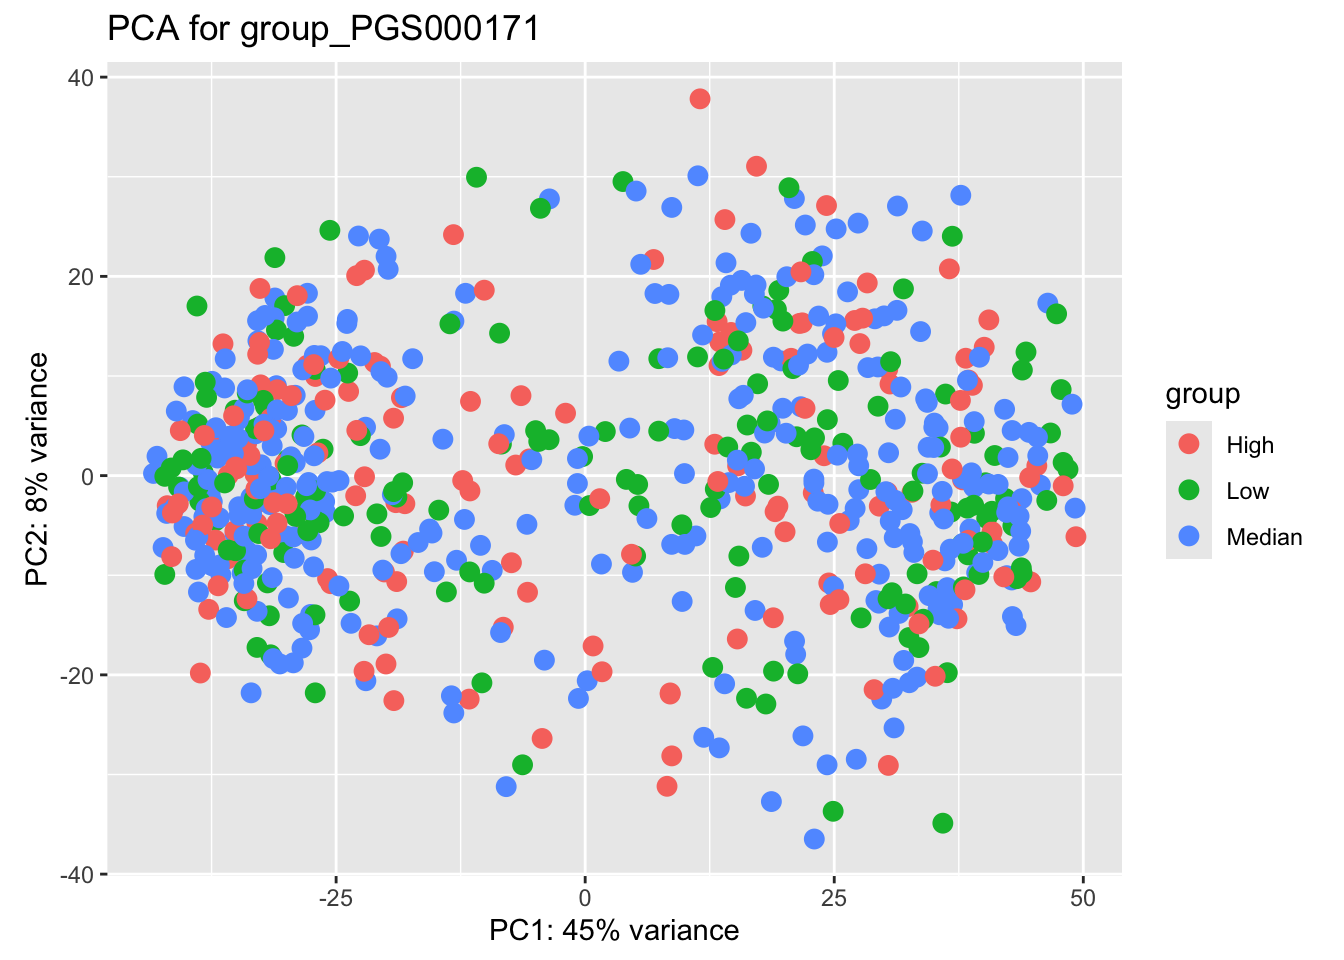 PCA for group_PGS000171
40
20
0
-20
-40
PC2: 8% variance
-25
0
25
50
PC1: 45% variance
group
High
Low
Median